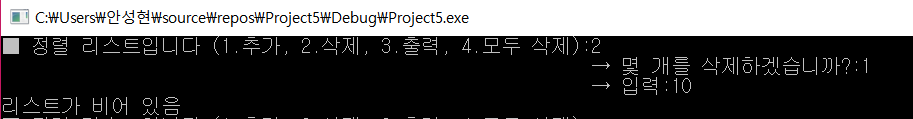 C:\Users\안성현\source\repos\Project5\Debug\Project5.exe
■ 정렬 리스트입니다 (1.추가, 2.삭제, 3.출력, 4.모두 삭제):2
→ 몇 개를 삭제하겠습니까?:1
→ 입력:10
리스트가 비어 있음